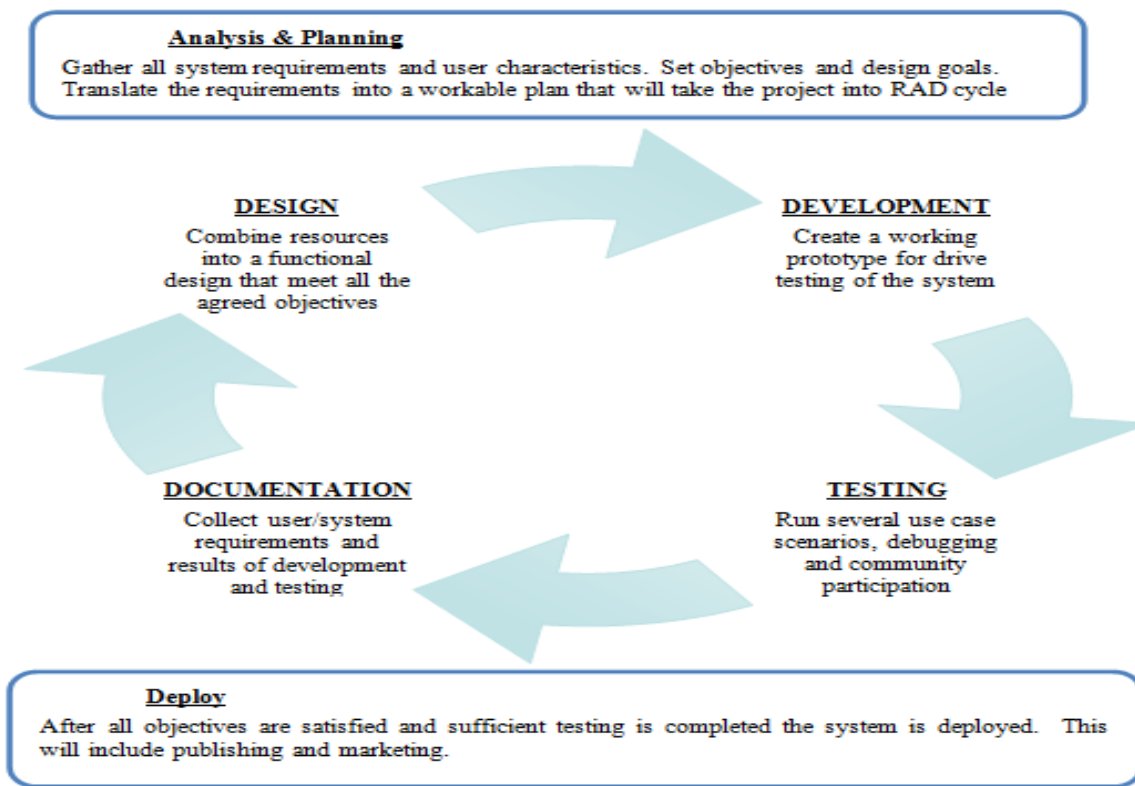 Analysis & Planning
Gather all system requirements and user characteristics. Set objectives and design goals.
Translate the requirements into a workable plan that will take the project into RAD cycle
DESIGN
Combine resources
into a functional
design that meet all the
agreed objectives
DEVELOPMENT
Create a working
prototype for drive
testing of the system
DOCUMENTATION
Collect user/system
requirements and
results of development
and testing
TESTING
Run several use case
scenarios, debugging
and community
participation
Deploy
After all objectives are satisfied and sufficient testing is completed the system is deployed. This
will include publishing and marketing.